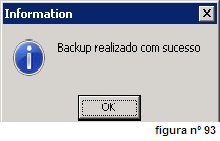 Information
Backup realizado com sucesso
OK
figura nº 93